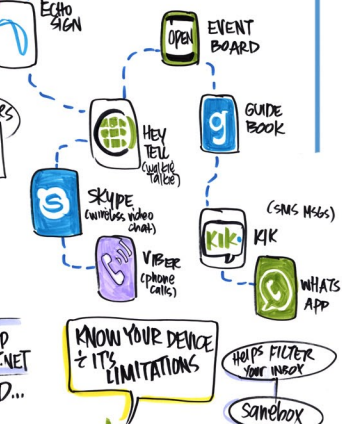 ECHO
SIGN
OPEN
EVENT
BOARD
HEY
TELL
(walkie
talkie)
g
GUIDE
BOOK
S
SKYPE
(wireless video
chat)
VIBER
(phone
calls)
(SMS MSGS)
KiK
KIK
WHATS
APP
KNOW YOUR DEVICE
& IT'S
LIMITATIONS
.NET
D...
HELPS FILTER
YOUR INBOX
SANEBOX